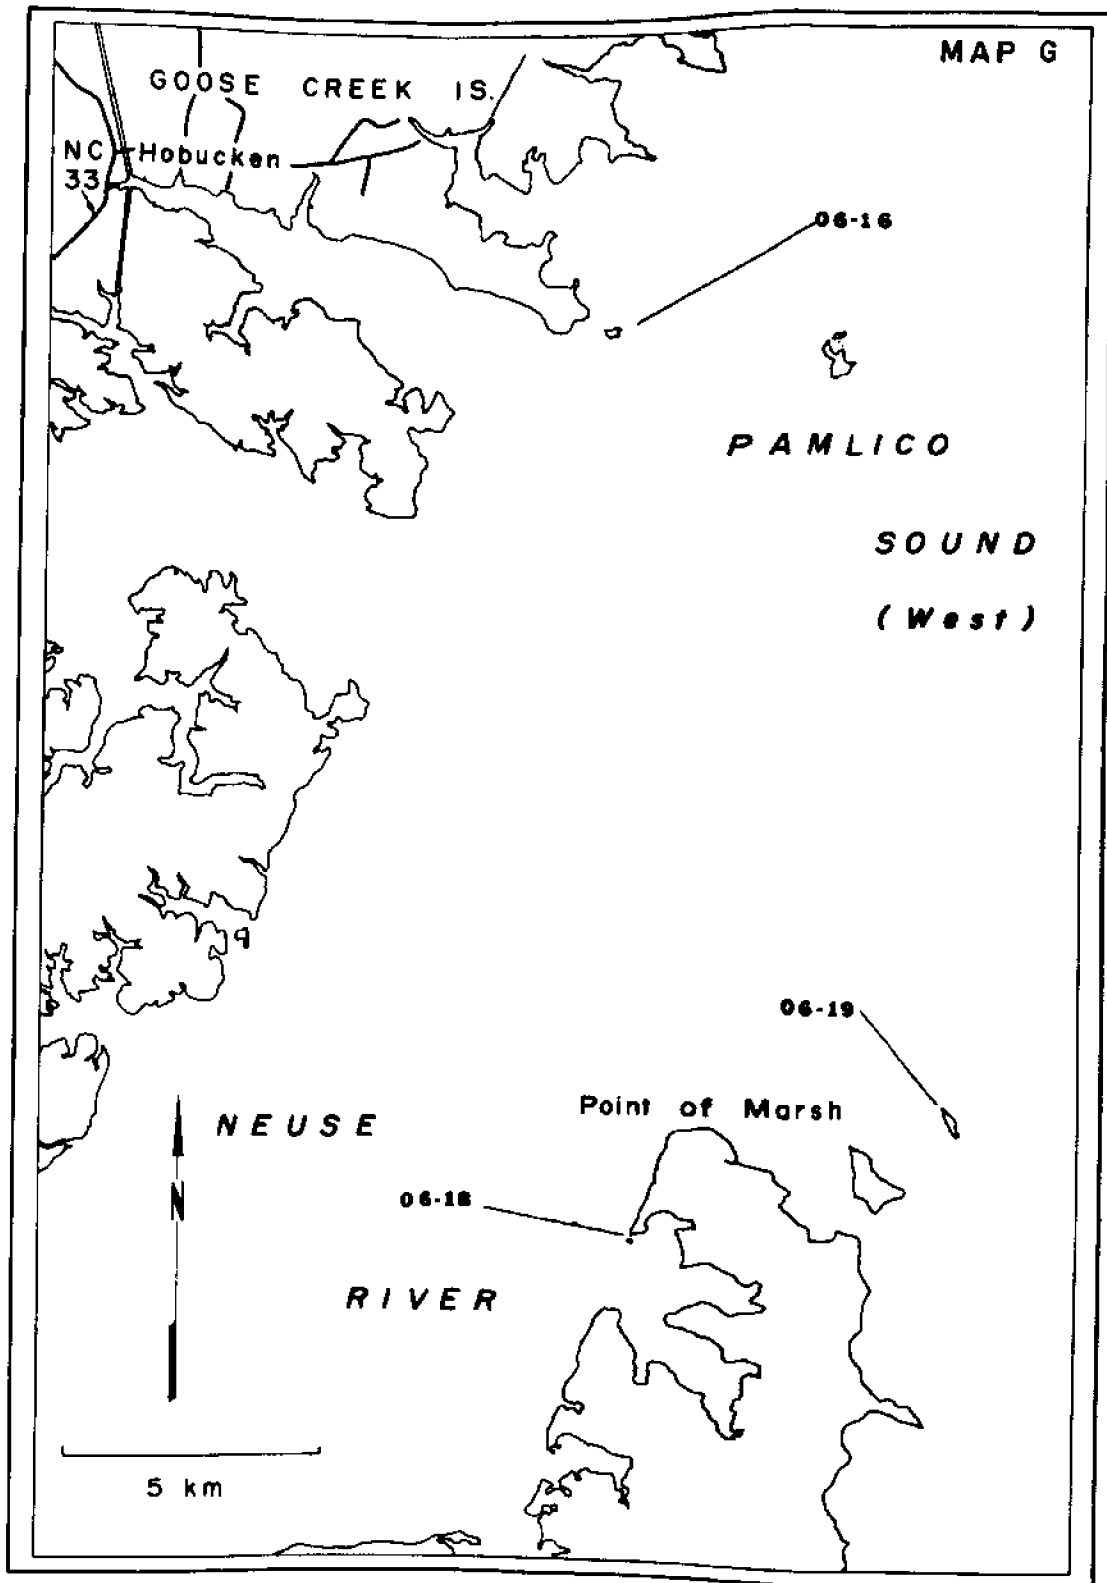 MAP G
GOOSE CREEK IS.
NC
33
Hobucken
06-16
PAMLICO
SOUND
(West)
06-19
Point of Marsh
NEUSE
N
06-18
RIVER
5 km